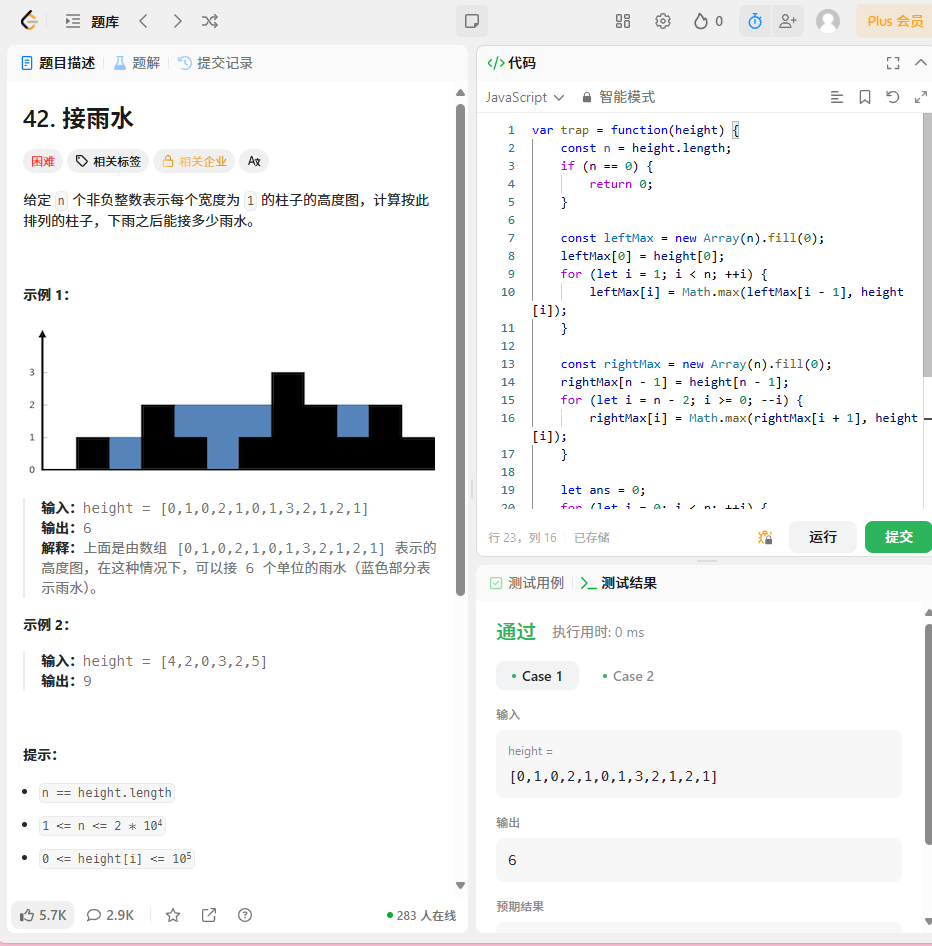 题库
0
Plus 会员
题目描述
题解
提交记录
42. 接雨水
困难
相关标签
相关企业
给定 n 个非负整数表示每个宽度为 1 的柱子的高度图，计算按此
排列的柱子，下雨之后能接多少雨水。
示例 1：
3
2
1
0
输入：height = [0,1,0,2,1,0,1,3,2,1,2,1]
输出：6
解释：上面是由数组 [0,1,0,2,1,0,1,3,2,1,2,1] 表示的
高度图，在这种情况下，可以接 6 个单位的雨水（蓝色部分表
示雨水）。
示例 2：
输入：height = [4,2,0,3,2,5]
输出：9
提示：
n == height.length
1 <= n <= 2 * 10⁴
0 <= height[i] <= 10⁵
5.7K
2.9K
283 人在线
代码
JavaScript
智能模式
1 var trap = function(height) {
2 const n = height.length;
3 if (n == 0) {
4 return 0;
5 }
6
7 const leftMax = new Array(n).fill(0);
8 leftMax[0] = height[0];
9 for (let i = 1; i < n; ++i) {
10 leftMax[i] = Math.max(leftMax[i - 1], height
[i]);
11 }
12
13 const rightMax = new Array(n).fill(0);
14 rightMax[n - 1] = height[n - 1];
15 for (let i = n - 2; i >= 0; --i) {
16 rightMax[i] = Math.max(rightMax[i + 1], height
[i]);
17 }
18
19 let ans = 0;
20 for (let i = 0; i < n; ++i) {
行 23，列 16
已存储
运行
提交
测试用例
测试结果
通过
执行用时: 0 ms
Case 1
Case 2
输入
height =
[0,1,0,2,1,0,1,3,2,1,2,1]
输出
6
预期结果